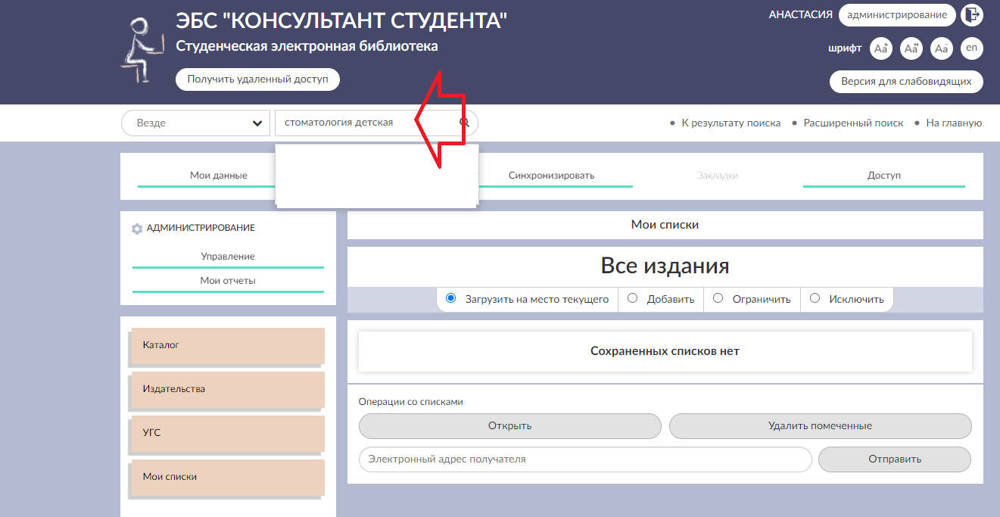 ЭБС "КОНСУЛЬТАНТ СТУДЕНТА"
Студенческая электронная библиотека
Получить удаленный доступ
АНАСТАСИЯ администрирование
шрифт Aa+ Aa Aa- en
Версия для слабовидящих
Везде стоматология детская
К результату поиска Расширенный поиск На главную
Мои данные Синхронизировать Закладки Доступ
АДМИНИСТРИРОВАНИЕ
Управление
Мои отчеты
Каталог
Издательства
УГС
Мои списки
Мои списки
Все издания
Загрузить на место текущего Добавить Ограничить Исключить
Сохраненных списков нет
Операции со списками
Открыть Удалить помеченные
Электронный адрес получателя Отправить